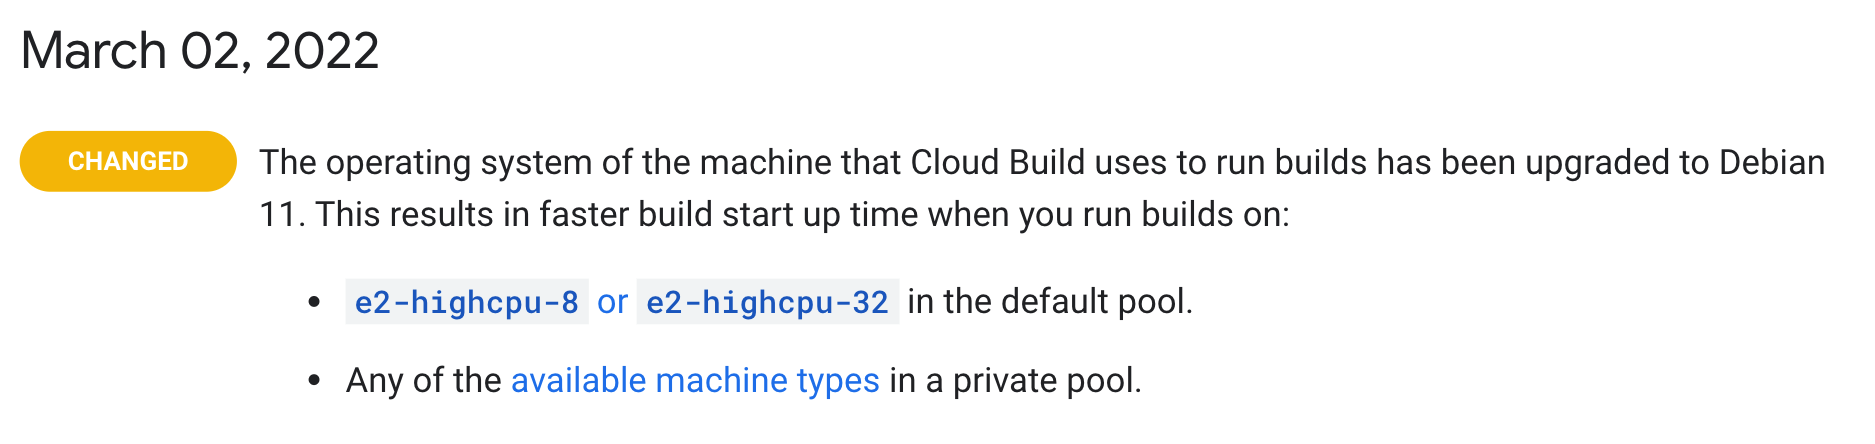 March 02, 2022
CHANGED
The operating system of the machine that Cloud Build uses to run builds has been upgraded to Debian
11. This results in faster build start up time when you run builds on:
• e2-highcpu-8 or e2-highcpu-32 in the default pool.
• Any of the available machine types in a private pool.